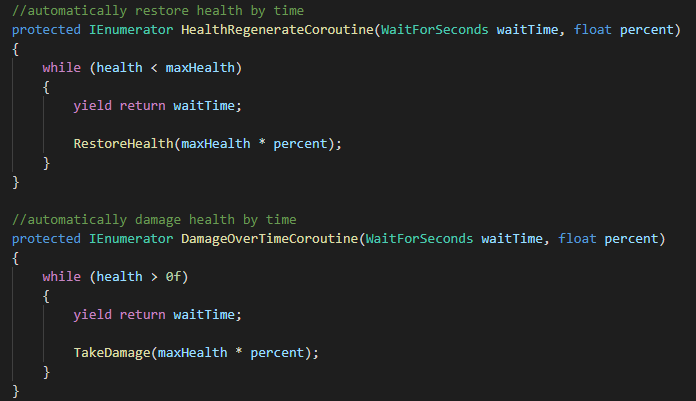 //automatically restore health by time
protected IEnumerator HealthRegenerateCoroutine(WaitForSeconds waitTime, float percent)
{
    while (health < maxHealth)
    {
        yield return waitTime;

        RestoreHealth(maxHealth * percent);
    }
}

//automatically damage health by time
protected IEnumerator DamageOverTimeCoroutine(WaitForSeconds waitTime, float percent)
{
    while (health > 0f)
    {
        yield return waitTime;

        TakeDamage(maxHealth * percent);
    }
}